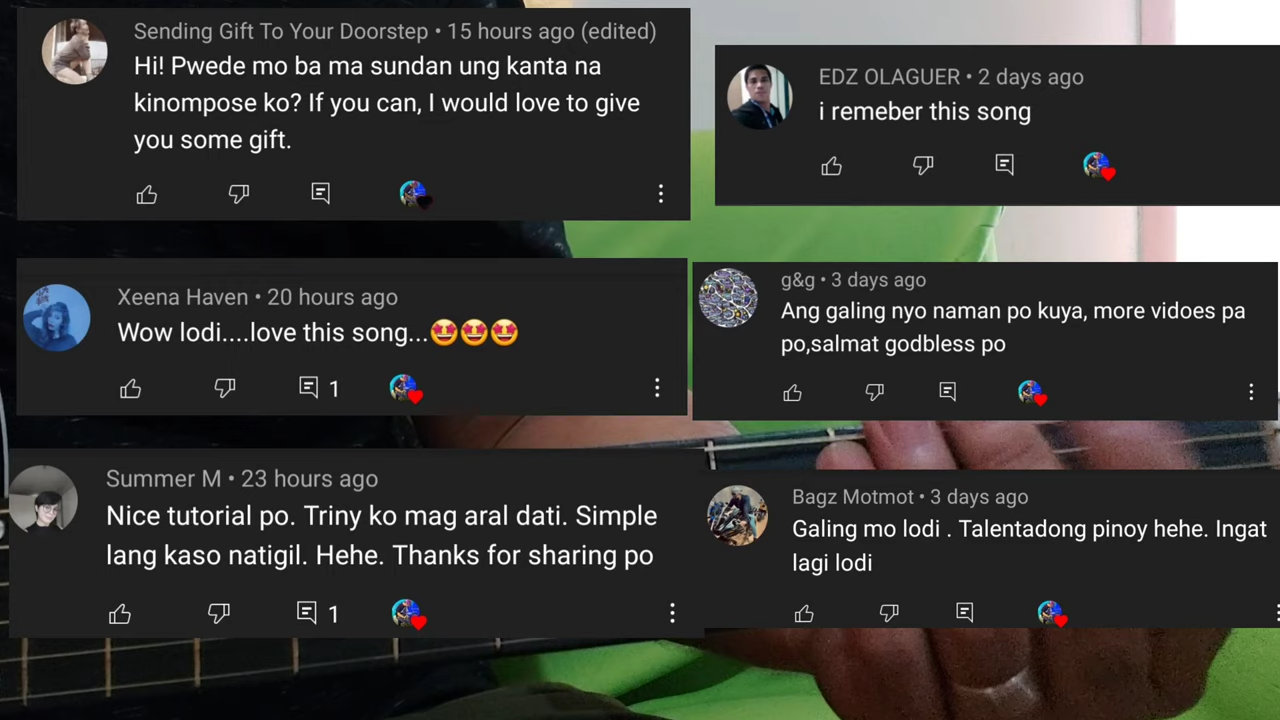 Sending Gift To Your Doorstep • 15 hours ago (edited)
Hi! Pwede mo ba ma sundan ung kanta na
kinompose ko? If you can, I would love to give
you some gift.
Xeena Haven • 20 hours ago
Wow lodi....love this song...🤩🤩🤩
1
Summer M • 23 hours ago
Nice tutorial po. Triny ko mag aral dati. Simple
lang kaso natigil. Hehe. Thanks for sharing po
1
EDZ OLAGUER • 2 days ago
i remeber this song
g&g • 3 days ago
Ang galing nyo naman po kuya, more vidoes pa
po,salmat godbless po
Bagz Motmot • 3 days ago
Galing mo lodi . Talentadong pinoy hehe. Ingat
lagi lodi